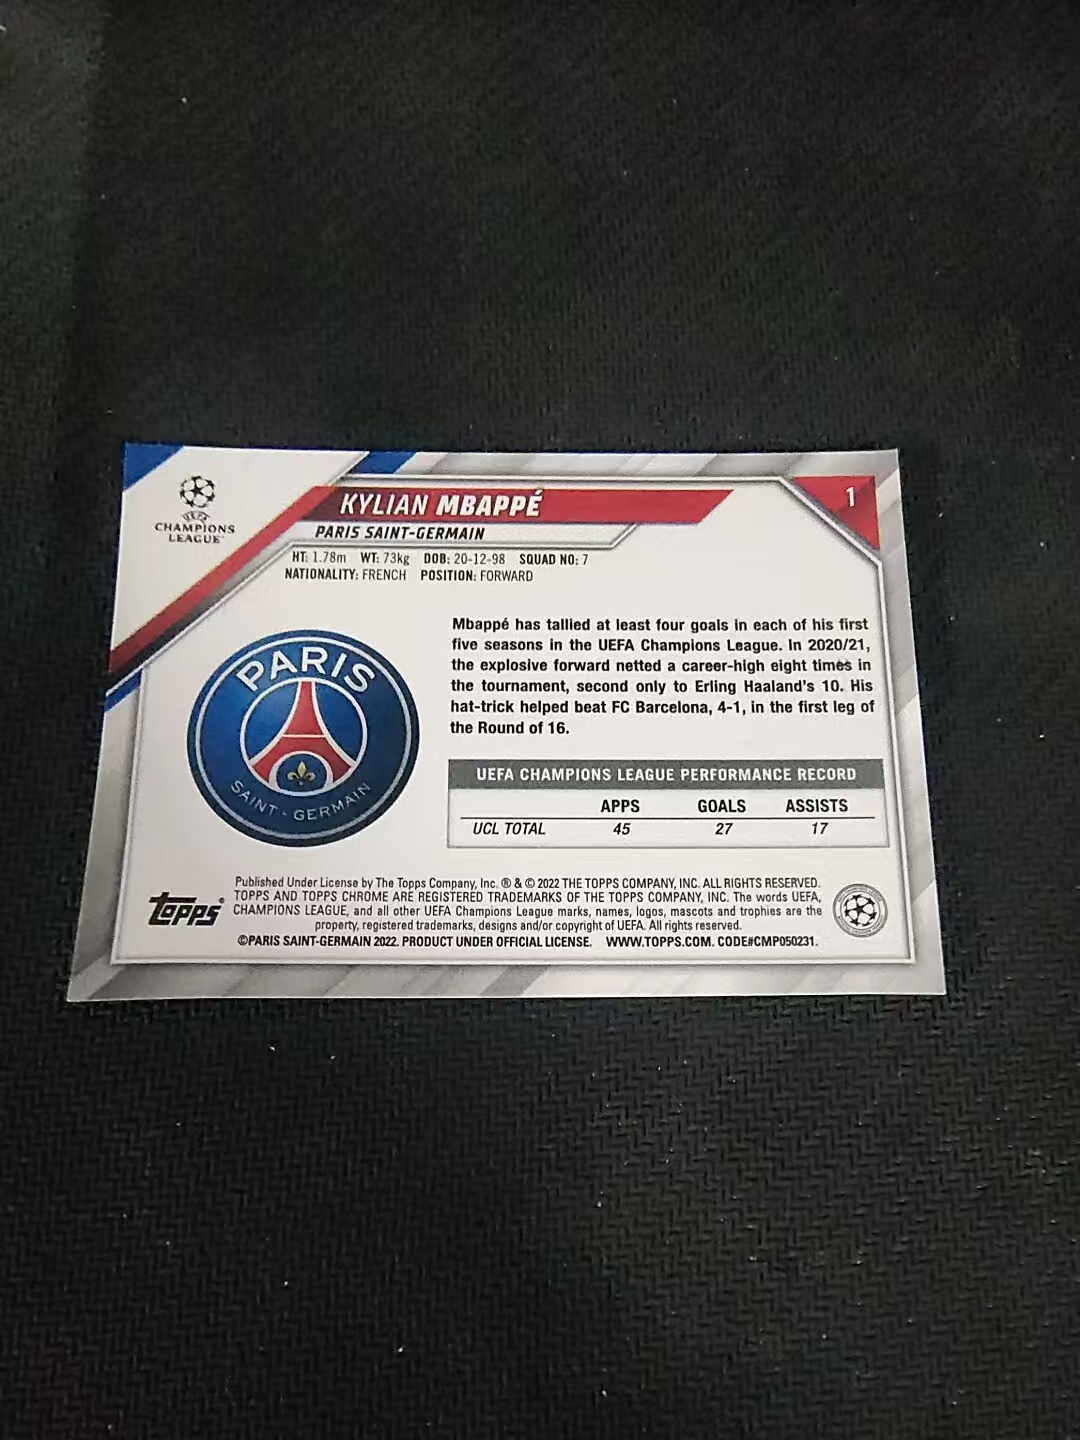 UEFA
CHAMPIONS
LEAGUE
KYLIAN MBAPPÉ
1
PARIS SAINT-GERMAIN
HT: 1.78m WT: 73kg DOB: 20-12-98 SQUAD NO: 7
NATIONALITY: FRENCH POSITION: FORWARD
PARIS
SAINT-GERMAIN
Mbappé has tallied at least four goals in each of his first
five seasons in the UEFA Champions League. In 2020/21,
the explosive forward netted a career-high eight times in
the tournament, second only to Erling Haaland's 10. His
hat-trick helped beat FC Barcelona, 4-1, in the first leg of
the Round of 16.
UEFA CHAMPIONS LEAGUE PERFORMANCE RECORD
APPS GOALS ASSISTS
UCL TOTAL 45 27 17
topps®
Published Under License by The Topps Company, Inc. ® & © 2022 THE TOPPS COMPANY, INC. ALL RIGHTS RESERVED.
TOPPS AND TOPPS CHROME ARE REGISTERED TRADEMARKS OF THE TOPPS COMPANY, INC. The words UEFA,
CHAMPIONS LEAGUE, and all other UEFA Champions League marks, names, logos, mascots and trophies are the
property, registered trademarks, designs and/or copyright of UEFA. All rights reserved.
©PARIS SAINT-GERMAIN 2022. PRODUCT UNDER OFFICIAL LICENSE. WWW.TOPPS.COM. CODE#CMP050231.